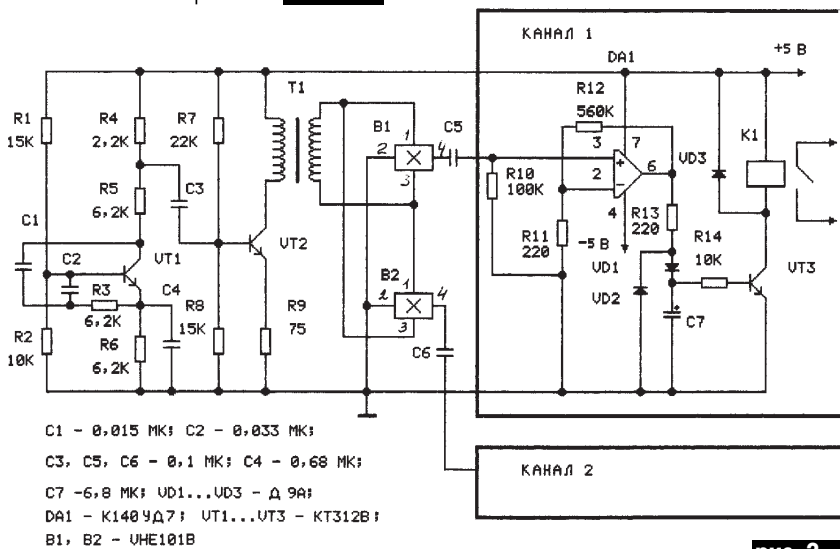 КАНАЛ 1
DA1
+5 В
T1
R12
560K
R1
15K
R4
2,2K
R7
22K
B1
1
2
4
3
C5
3
7
2
6
4
K1
VD3
R10
100K
R5
6,2K
C3
C1
R13
220
R11
220
-5 В
R14
10K
VT1
VT2
C2
VD1
VD2
VT3
B2
1
2
4
3
R3
6,2K
C4
R8
15K
R9
75
C7
+
R2
10K
R6
6,2K
C6
C1 - 0,015 МК; C2 - 0,033 МК;
C3, C5, C6 - 0,1 МК; C4 - 0,68 МК;
C7 -6,8 МК; VD1...VD3 - Д 9А;
DA1 - К140УД7; VT1...VT3 - КТ312В;
B1, B2 - VHE101B
КАНАЛ 2